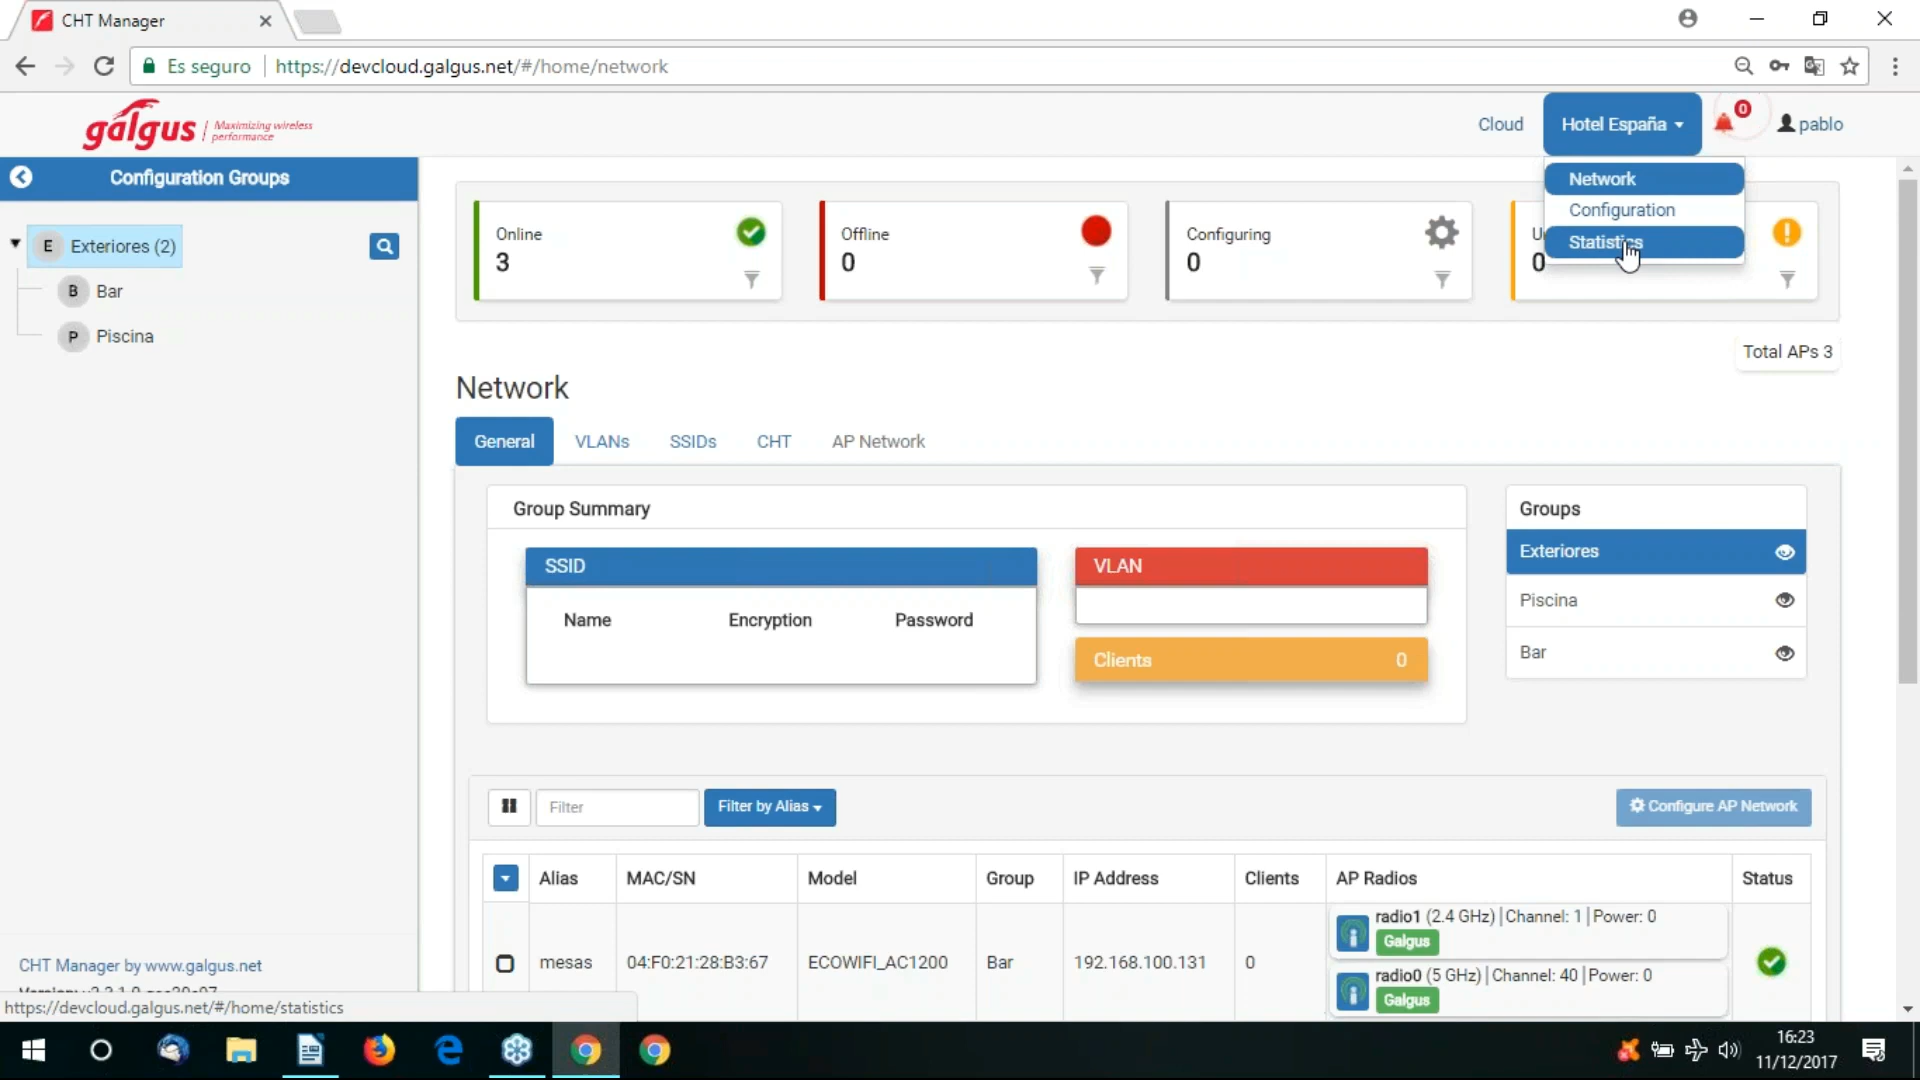 CHT Manager
Es seguro
https://devcloud.galgus.net/#/home/network
galgus
Maximizing wireless
performance
Cloud
Hotel España
0
pablo
Configuration Groups
Network
Configuration
Statistics
E
Exteriores (2)
B
Bar
P
Piscina
Online
3
Offline
0
Configuring
0
0
Total APs 3
Network
General
VLANs
SSIDs
CHT
AP Network
Group Summary
SSID
Name
Encryption
Password
VLAN
Clients
0
Groups
Exteriores
Piscina
Bar
Filter
Filter by Alias
Configure AP Network
Alias
MAC/SN
Model
Group
IP Address
Clients
AP Radios
Status
mesas
04:F0:21:28:B3:67
ECOWIFI_AC1200
Bar
192.168.100.131
0
radio1 (2.4 GHz) | Channel: 1 | Power: 0
Galgus
radio0 (5 GHz) | Channel: 40 | Power: 0
Galgus
CHT Manager by www.galgus.net
https://devcloud.galgus.net/#/home/statistics
16:23
11/12/2017